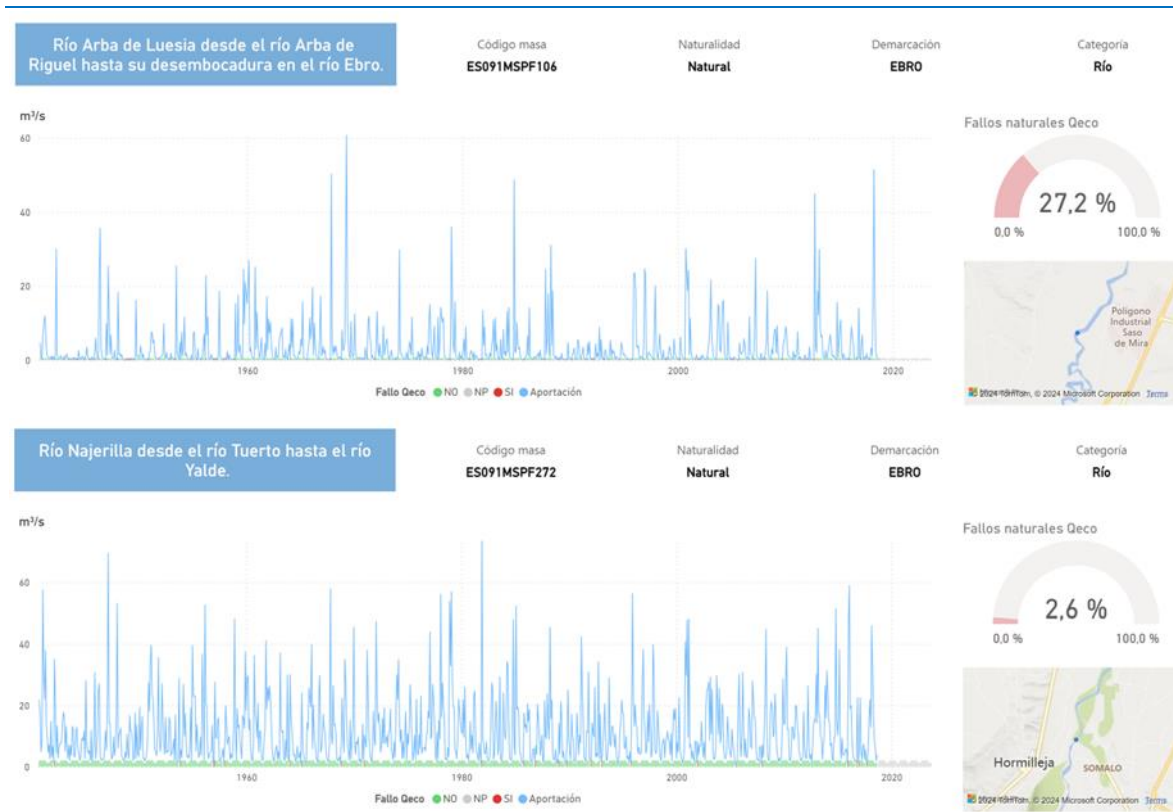 Río Arba de Luesia desde el río Arba de
Riguel hasta su desembocadura en el río Ebro.
Código masa
ES091MSPF106
Naturalidad
Natural
Demarcación
EBRO
Categoría
Río
m³/s
60
40
20
0
1960
1980
2000
2020
Fallo Qeco NO NP SI Aportación
Fallos naturales Qeco
27,2 %
0,0 %
100,0 %
Polígono
Industrial
Saso
de Mira
© 2024 TomTom, © 2024 Microsoft Corporation Terms
Río Najerilla desde el río Tuerto hasta el río
Yalde.
Código masa
ES091MSPF272
Naturalidad
Natural
Demarcación
EBRO
Categoría
Río
m³/s
60
40
20
0
1960
1980
2000
2020
Fallo Qeco NO NP SI Aportación
Fallos naturales Qeco
2,6 %
0,0 %
100,0 %
Hormilleja
SOMALO
© 2024 TomTom, © 2024 Microsoft Corporation Terms